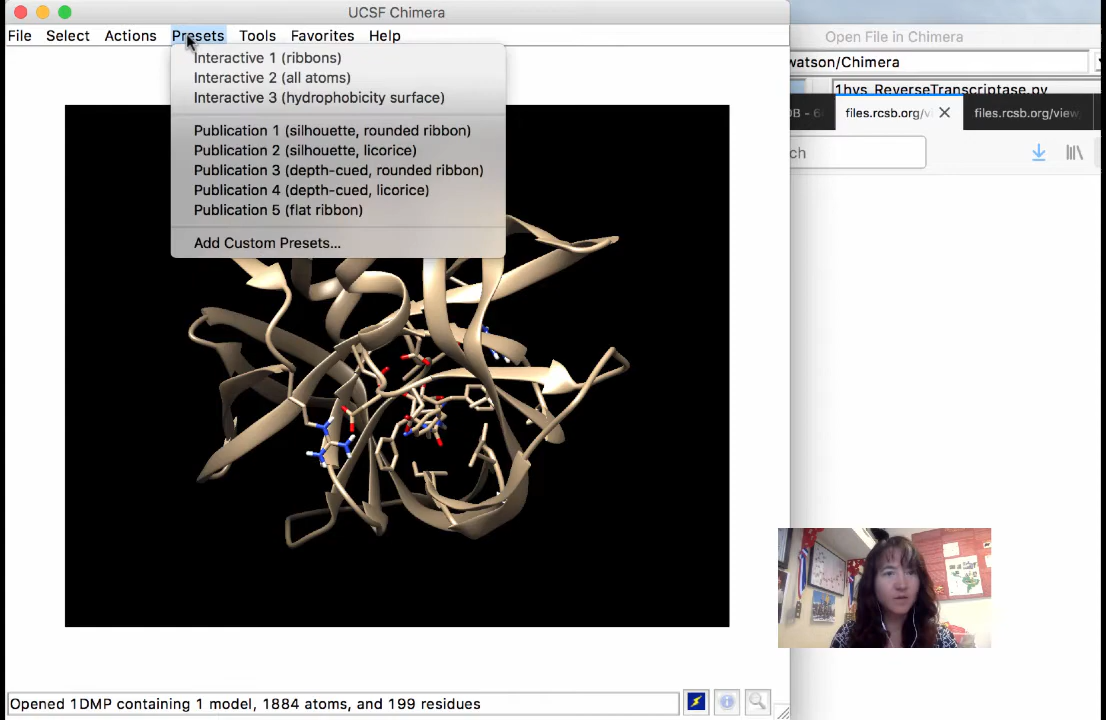 UCSF Chimera
File Select Actions Presets Tools Favorites Help
Interactive 1 (ribbons)
Interactive 2 (all atoms)
Interactive 3 (hydrophobicity surface)
Publication 1 (silhouette, rounded ribbon)
Publication 2 (silhouette, licorice)
Publication 3 (depth-cued, rounded ribbon)
Publication 4 (depth-cued, licorice)
Publication 5 (flat ribbon)
Add Custom Presets...
Opened 1DMP containing 1 model, 1884 atoms, and 199 residues
Open File in Chimera
watson/Chimera
1hvs_ReverseTranscriptase.py
DB - 6
files.rcsb.org/v
files.rcsb.org/view
ch